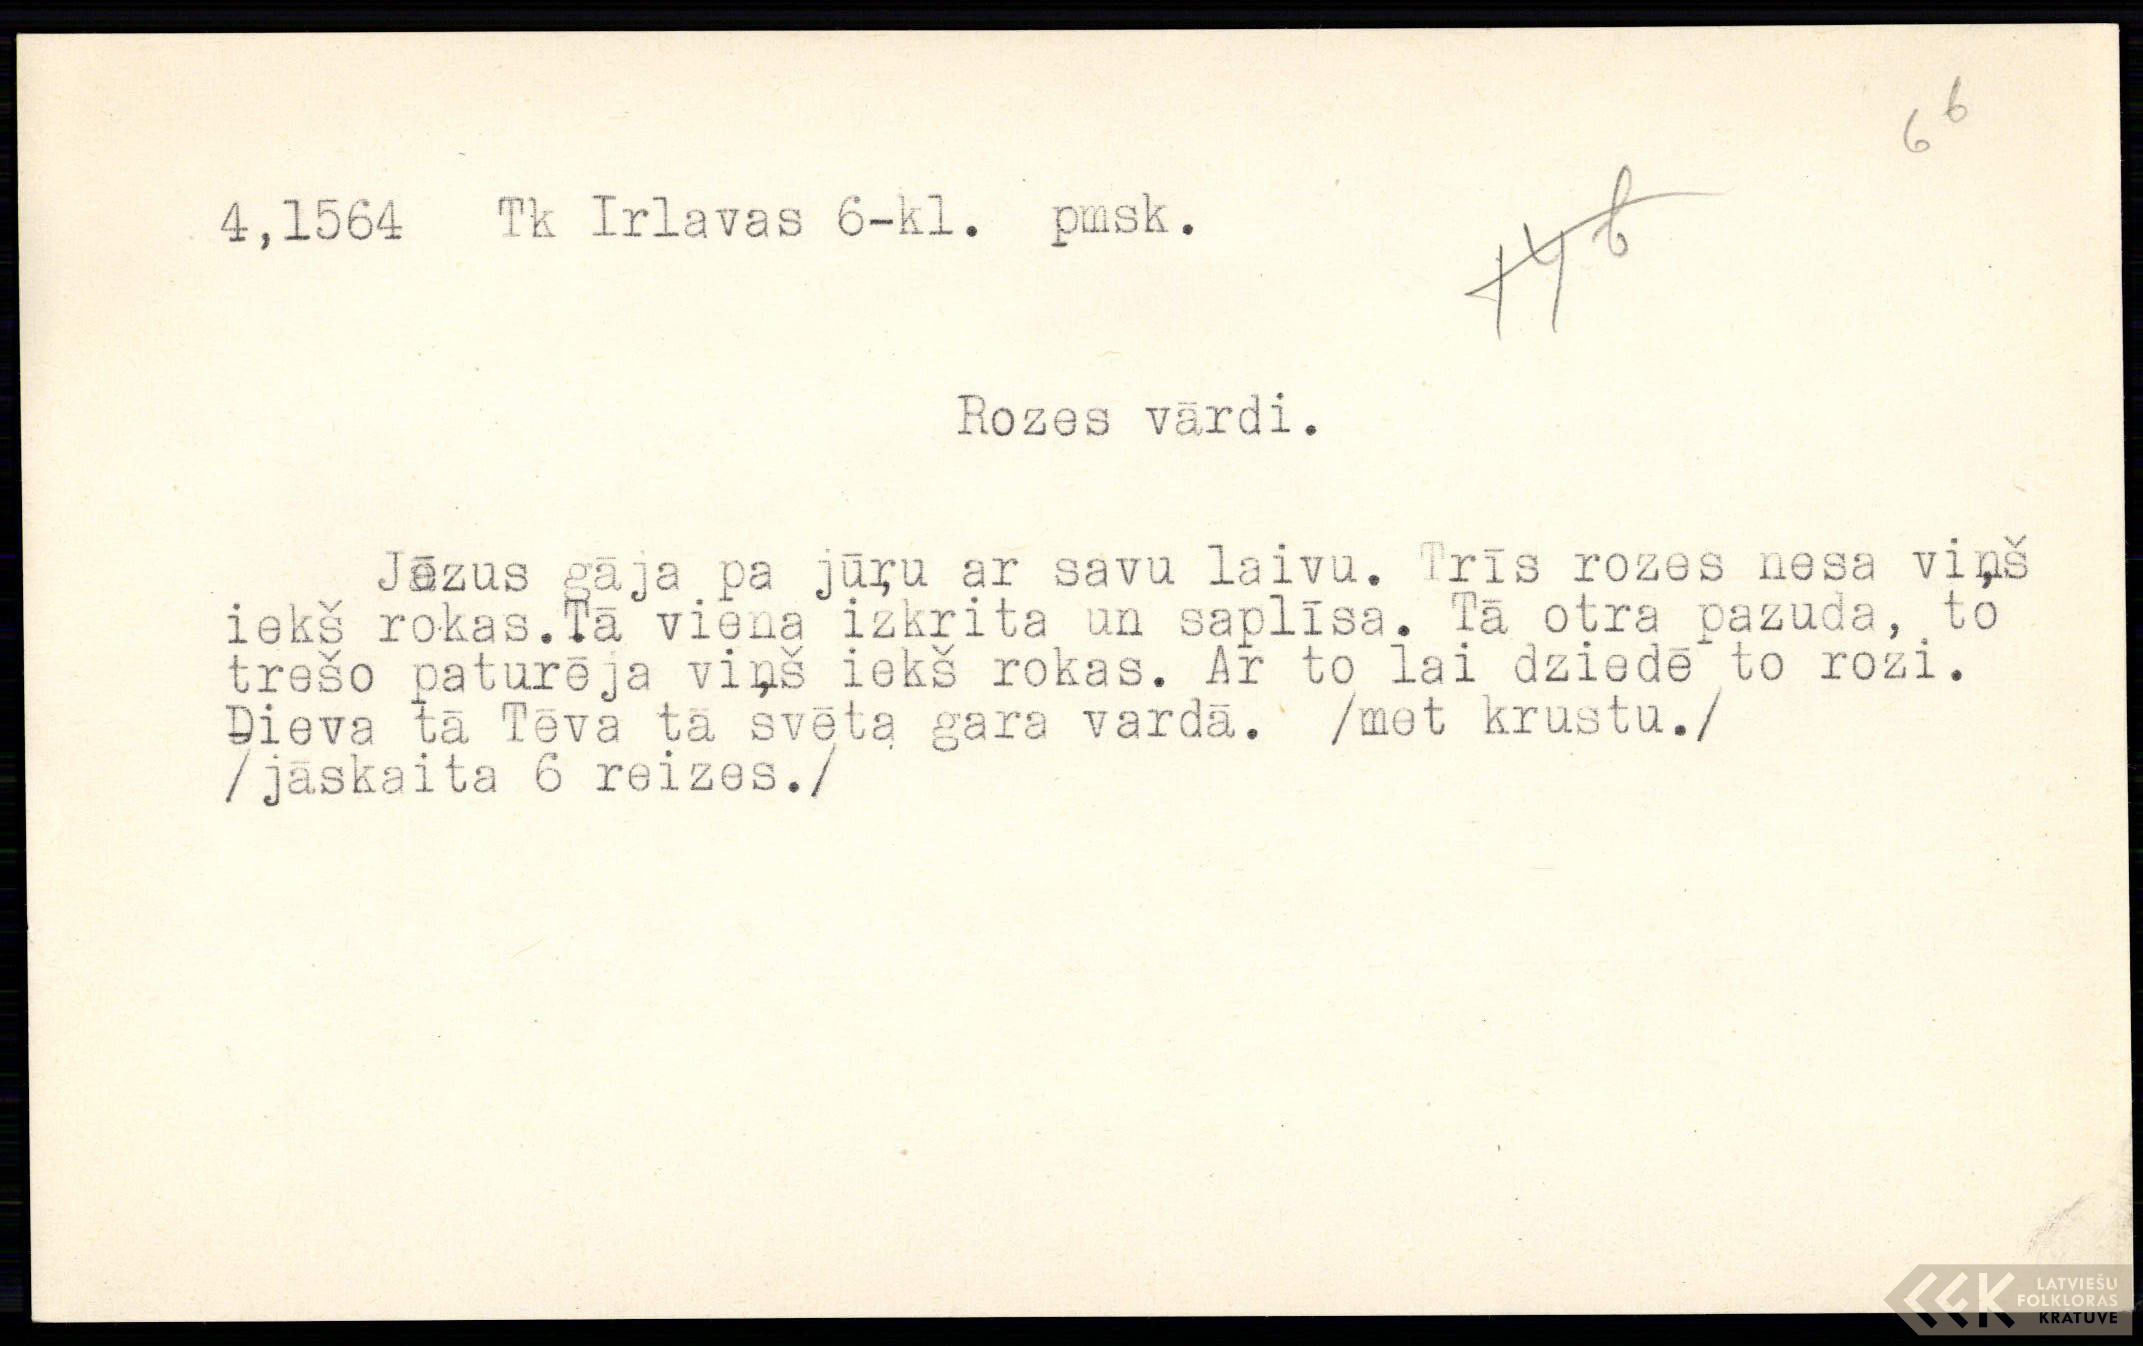 6 b
4,1564 Tk Irlavas 6-kl. pmsk.
Rozes vārdi.
Jēzus gāja pa jūŗu ar savu laivu. Trīs rozes nesa viņš
iekš rokas.Tā viena izkrita un saplīsa. Tā otra pazuda, to
trešo paturēja viņš iekš rokas. Ar to lai dziedē to rozi.
Dieva tā Tēva tā svēta gara vardā. /met krustu./
/jāskaita 6 reizes./
LATVIEŠU
FOLKLORAS
KRĀTUVE